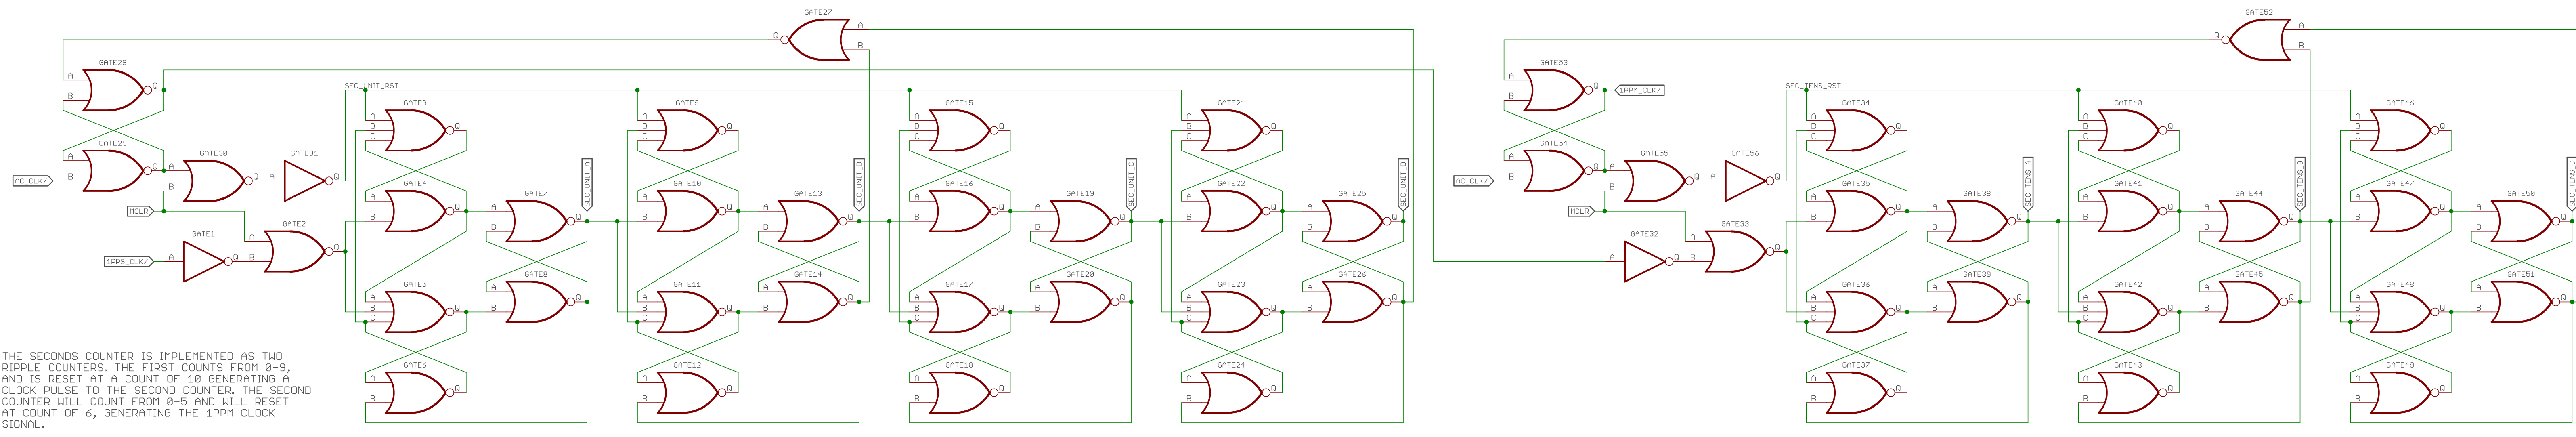 GATE27 GATE52
Q A B Q A B
GATE28 GATE53
A B Q A B Q 1PPM_CLK/
SEC_UNIT_RST SEC_TENS_RST
GATE3 GATE9 GATE15 GATE21 GATE34 GATE40 GATE46
A B C Q A B C Q A B C Q A B C Q A B C Q A B C Q A B C Q
GATE29 GATE30 GATE31 GATE54 GATE55 GATE56
AC_CLK/ A B Q A B Q A Q AC_CLK/ A B Q A B Q A Q
SEC_UNIT_A SEC_UNIT_B SEC_UNIT_C SEC_UNIT_D SEC_TENS_A SEC_TENS_B SEC_TENS_C
GATE4 GATE7 GATE10 GATE13 GATE16 GATE19 GATE22 GATE25 GATE35 GATE38 GATE41 GATE44 GATE47 GATE50
A B Q A B Q A B Q A B Q A B Q A B Q A B Q A B Q A B Q A B Q A B Q A B Q A B Q A B Q
MCLR MCLR
GATE1 GATE2 GATE32 GATE33
1PPS_CLK/ A Q A B Q A Q A B Q
GATE5 GATE8 GATE11 GATE14 GATE17 GATE20 GATE23 GATE26 GATE36 GATE39 GATE42 GATE45 GATE48 GATE51
A B C Q A B Q A B C Q A B Q A B C Q A B Q A B C Q A B Q A B C Q A B Q A B C Q A B Q A B C Q A B Q
GATE6 GATE12 GATE18 GATE24 GATE37 GATE43 GATE49
A B Q A B Q A B Q A B Q A B Q A B Q A B Q
THE SECONDS COUNTER IS IMPLEMENTED AS TWO
RIPPLE COUNTERS. THE FIRST COUNTS FROM 0-9,
AND IS RESET AT A COUNT OF 10 GENERATING A
CLOCK PULSE TO THE SECOND COUNTER. THE SECOND
COUNTER WILL COUNT FROM 0-5 AND WILL RESET
AT COUNT OF 6, GENERATING THE 1PPM CLOCK
SIGNAL.